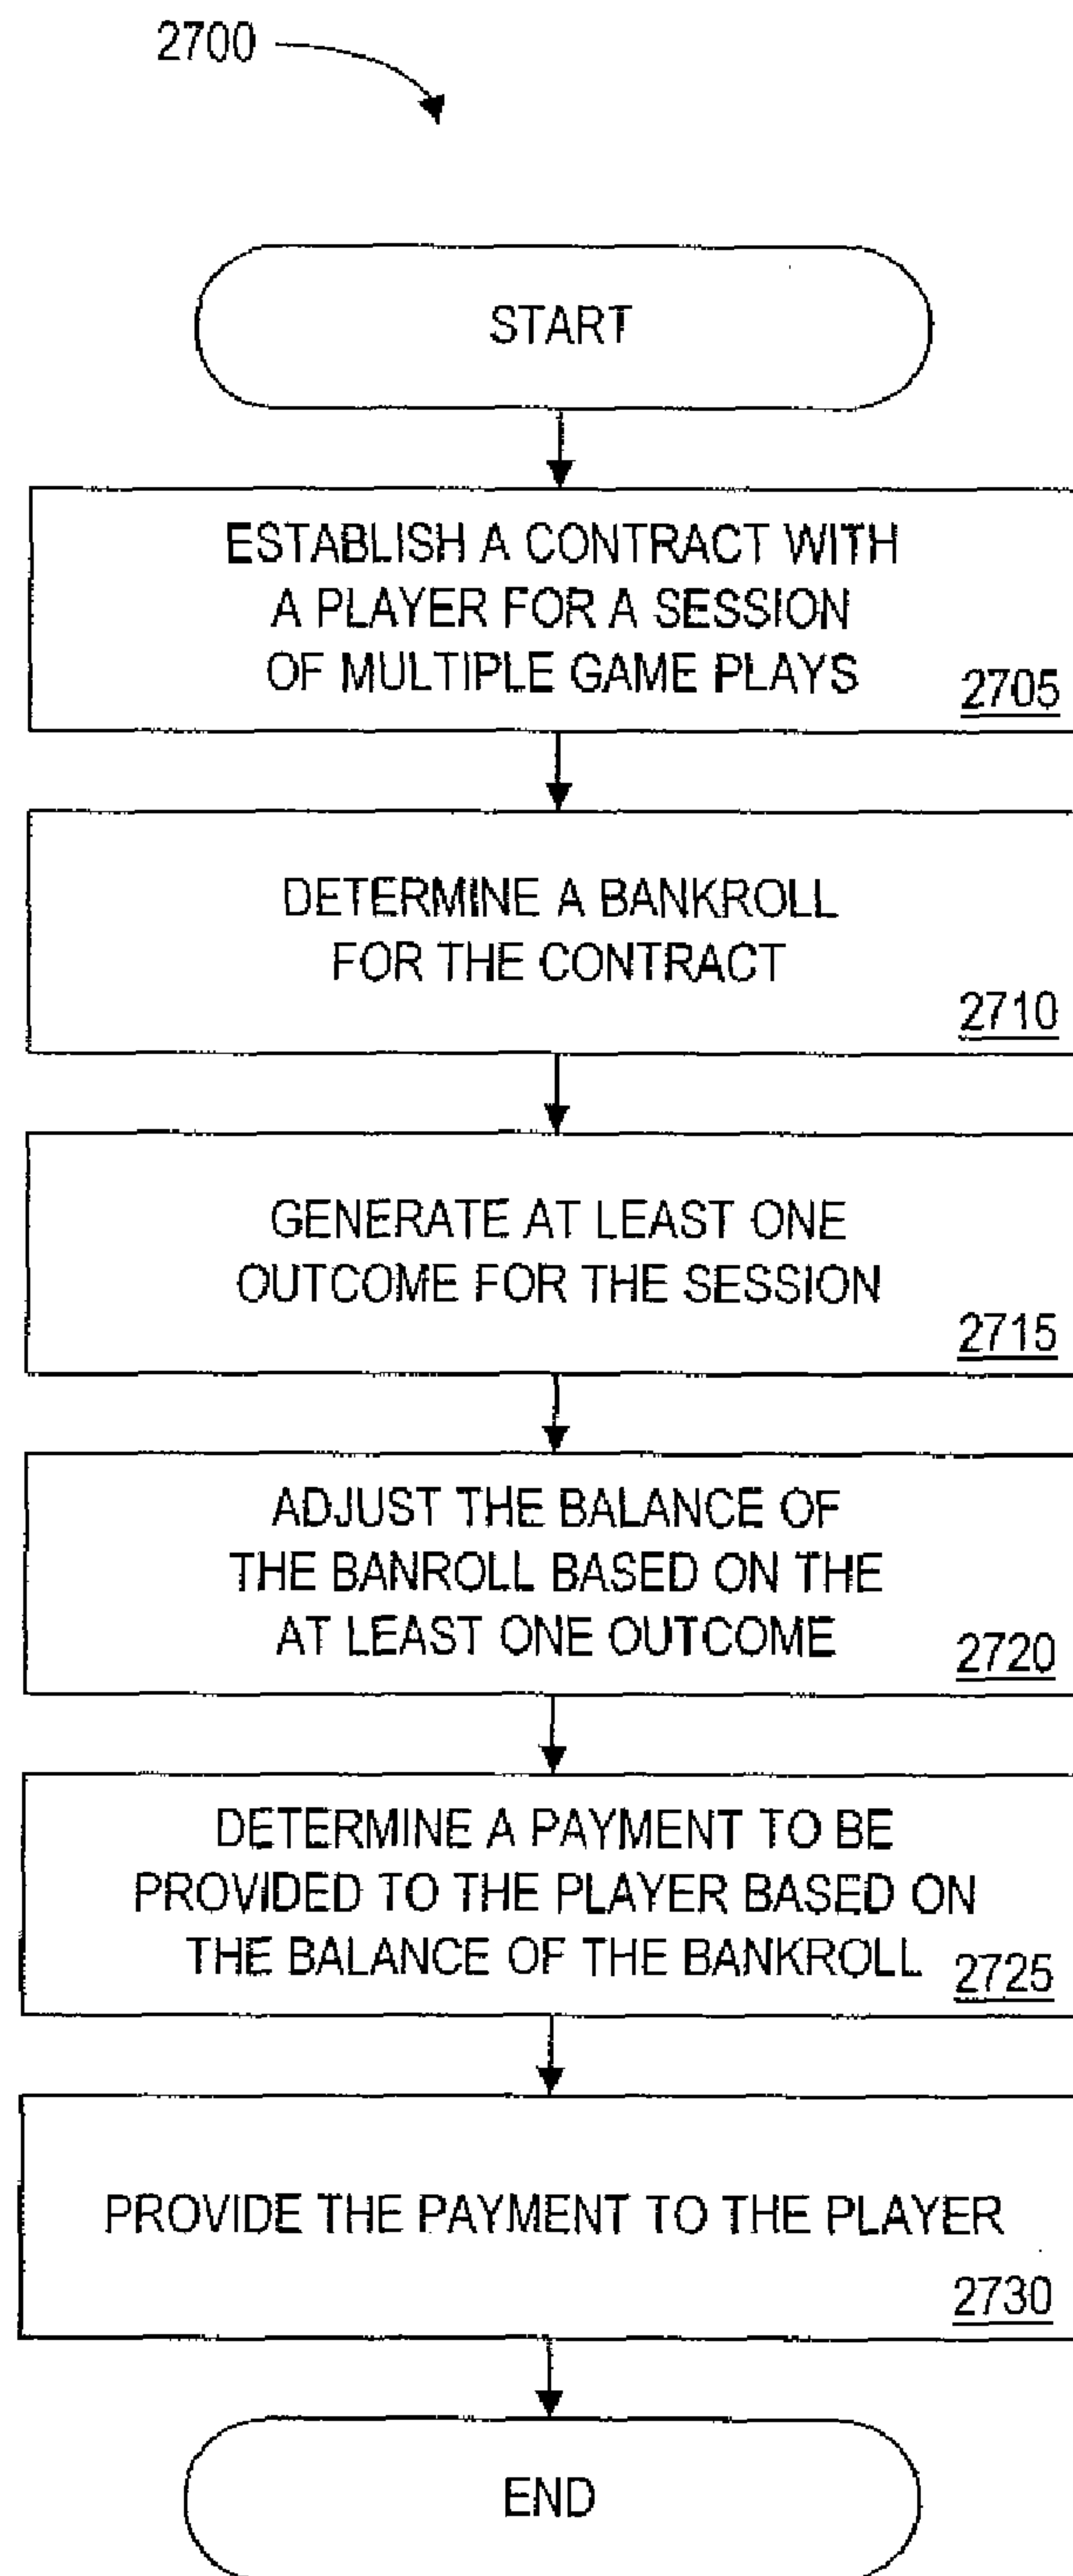 2700
START
ESTABLISH A CONTRACT WITH
A PLAYER FOR A SESSION
OF MULTIPLE GAME PLAYS
2705
DETERMINE A BANKROLL
FOR THE CONTRACT
2710
GENERATE AT LEAST ONE
OUTCOME FOR THE SESSION
2715
ADJUST THE BALANCE OF
THE BANROLL BASED ON THE
AT LEAST ONE OUTCOME
2720
DETERMINE A PAYMENT TO BE
PROVIDED TO THE PLAYER BASED ON
THE BALANCE OF THE BANKROLL
2725
PROVIDE THE PAYMENT TO THE PLAYER
2730
END